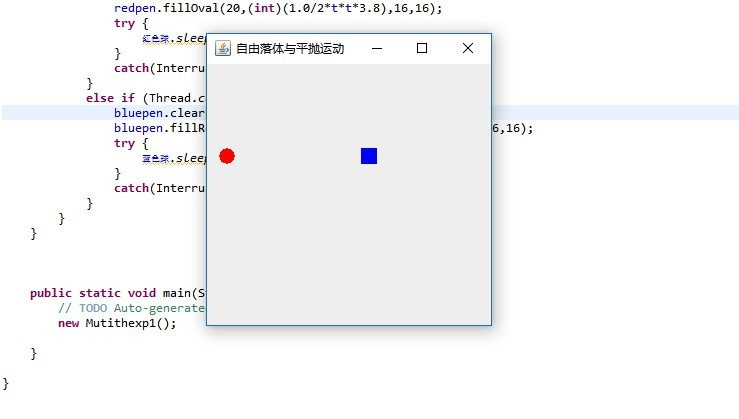 redpen.fillOval(20,(int)(1.0/2*t*t*3.8),16,16);
try {
红色球.sleep
}
catch(Interru
}
else if (Thread.c
bluepen.clear
bluepen.fillR 6,16);
try {
蓝色球.sleep
}
catch(Interru
}
}
}
public static void main(S
// TODO Auto-generate
new Mutithexp1();
}
}
自由落体与平抛运动